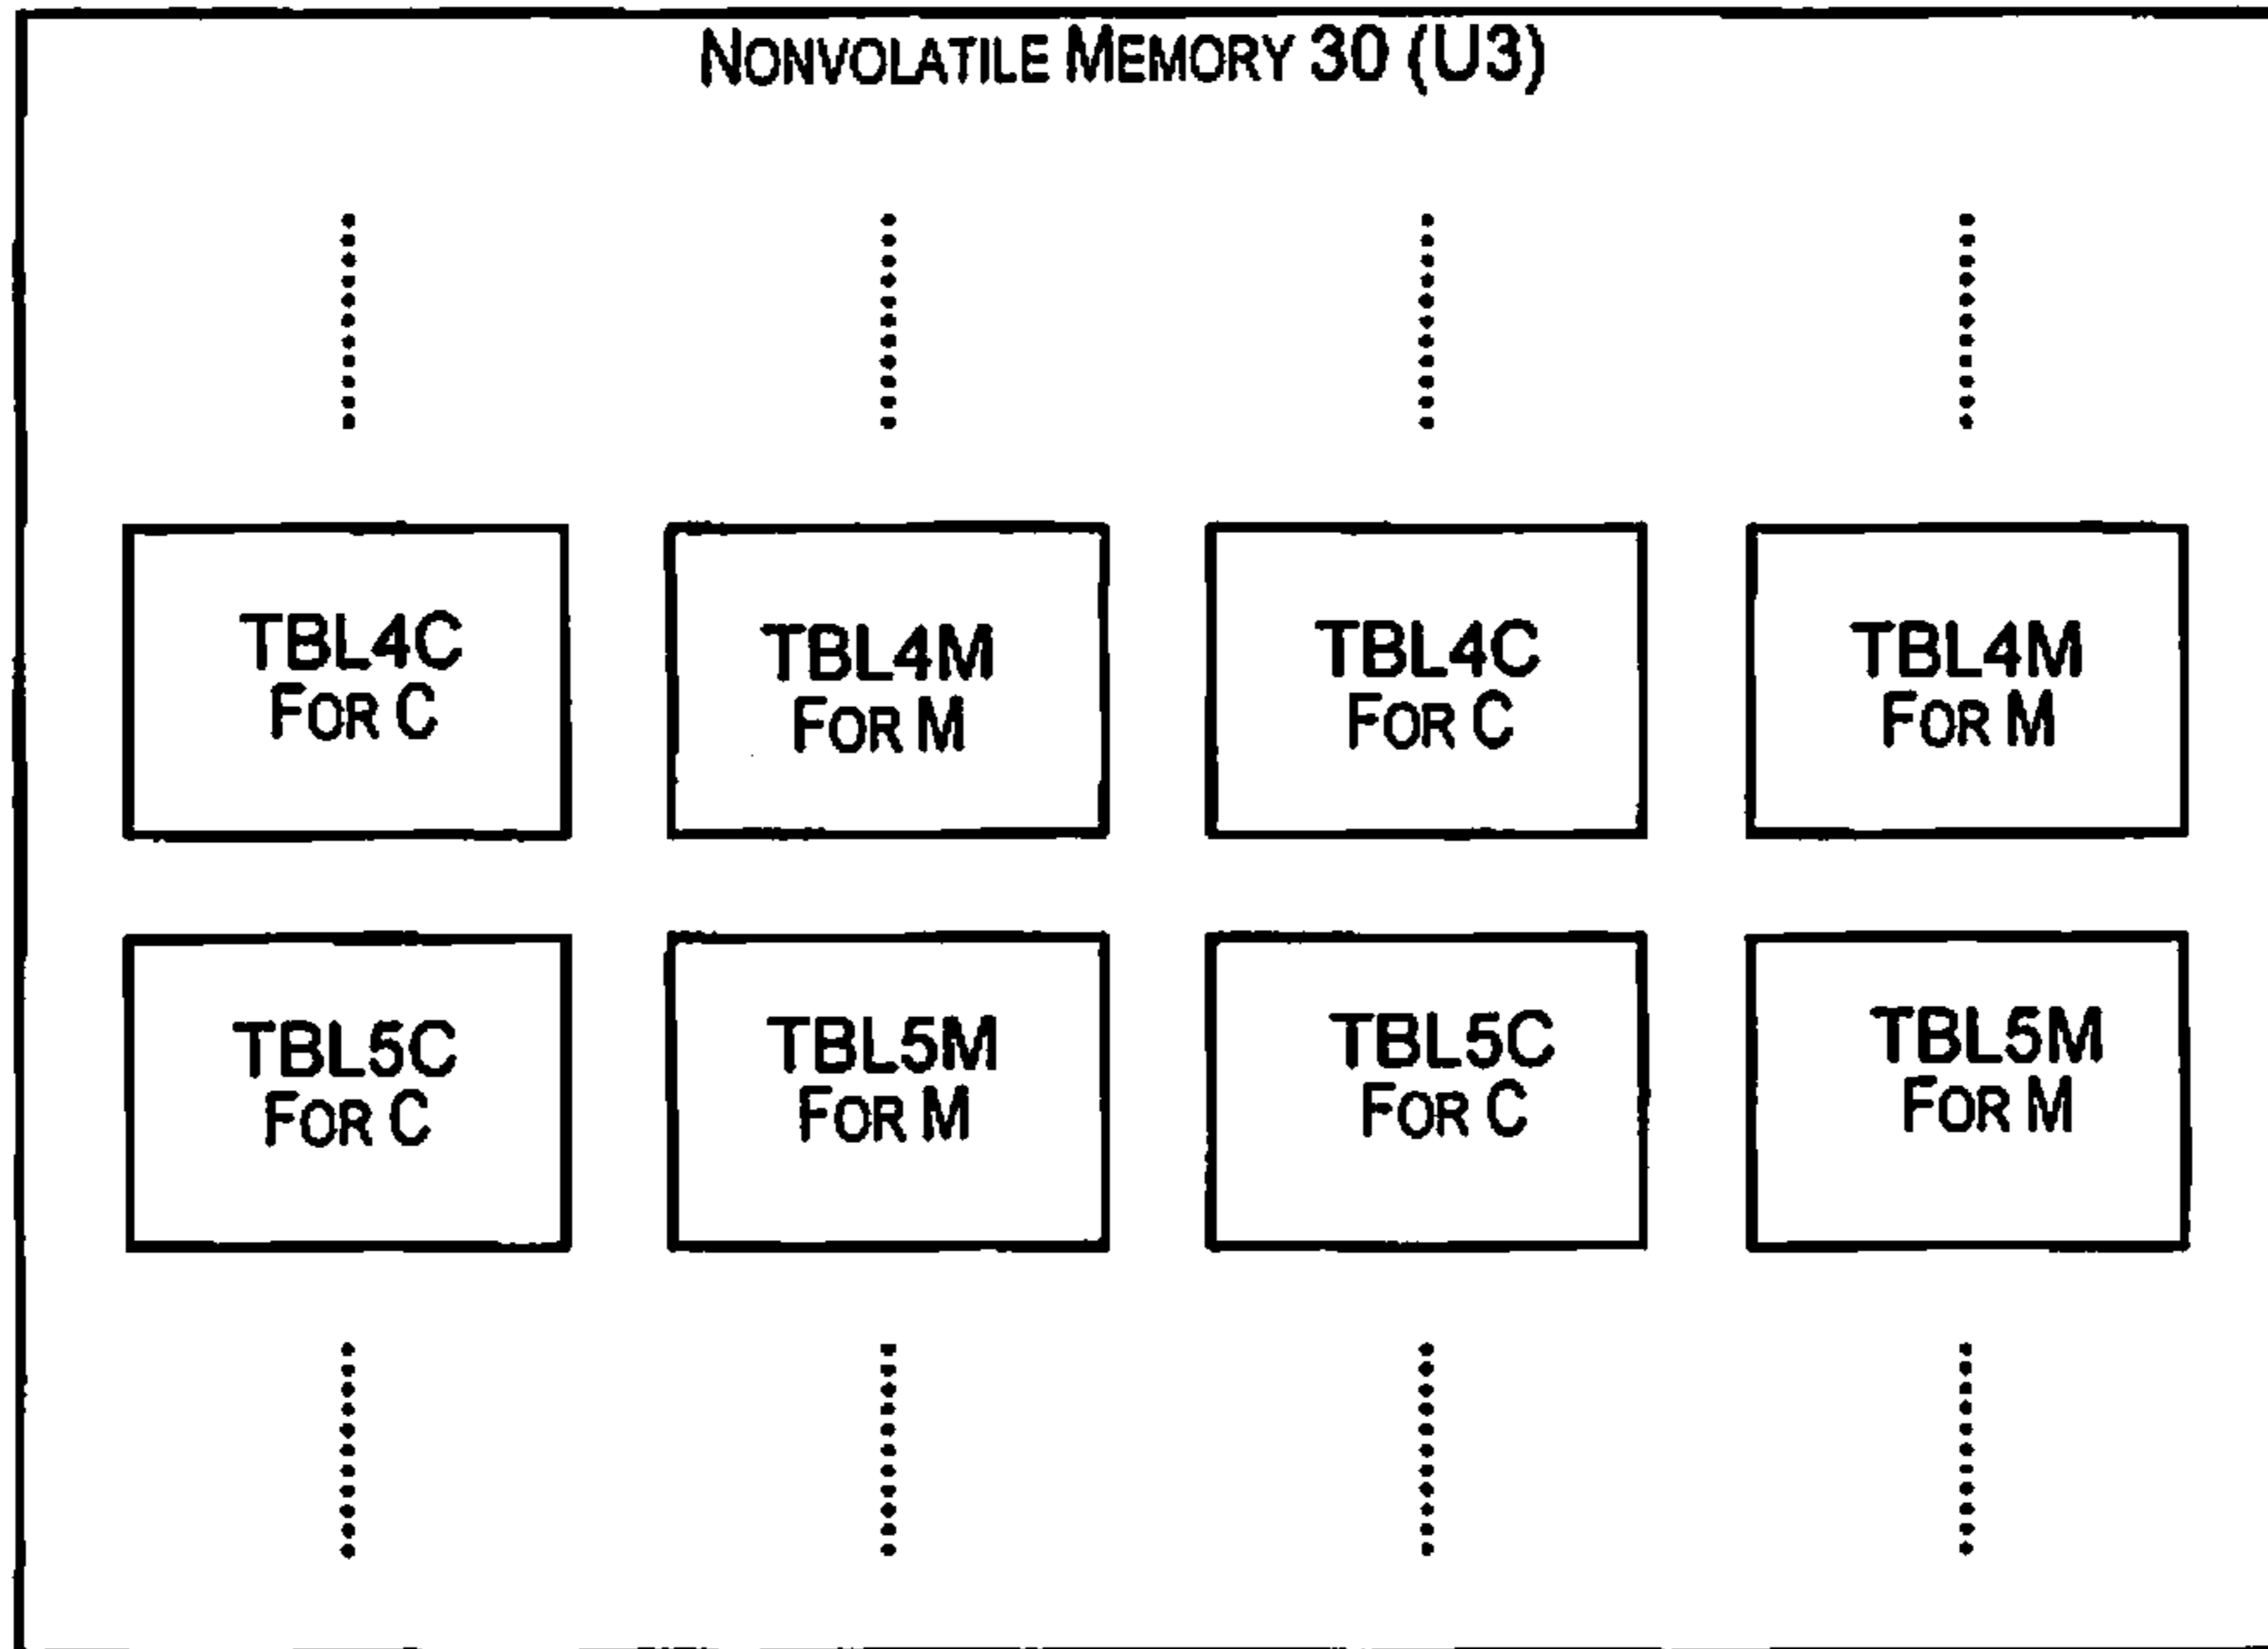 NONVOLATILE MEMORY 30 (U3)
TBL4C
FOR C
TBL4M
FOR M
TBL4C
FOR C
TBL4M
FOR M
TBL5C
FOR C
TBL5M
FOR M
TBL5C
FOR C
TBL5M
FOR M